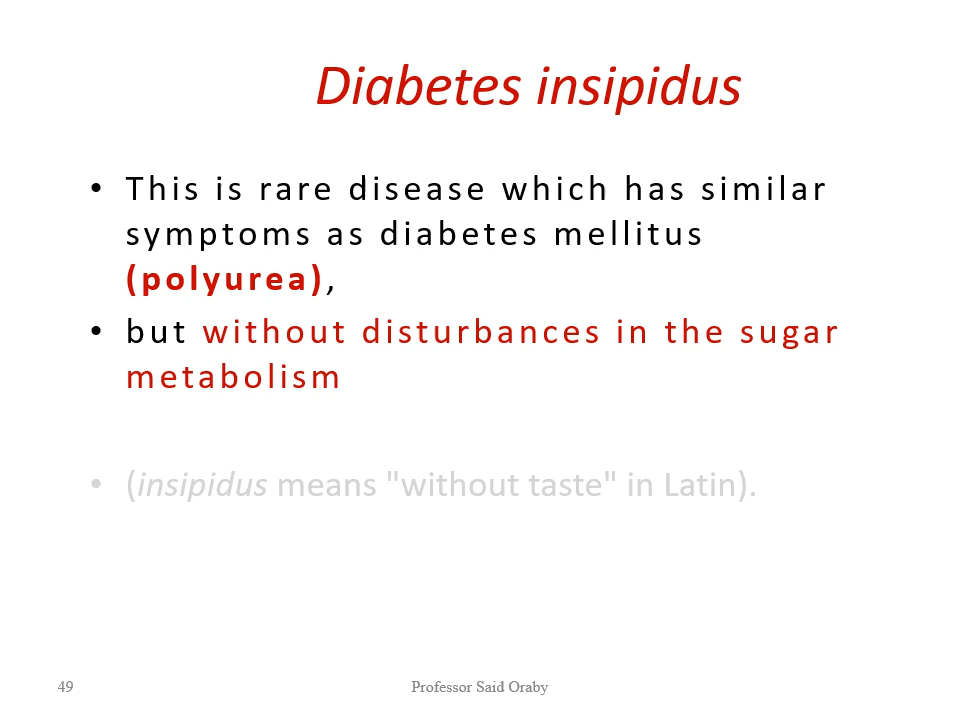 Diabetes insipidus
• This is rare disease which has similar
symptoms as diabetes mellitus
(polyurea),
• but without disturbances in the sugar
metabolism
• (insipidus means "without taste" in Latin).
49
Professor Said Oraby